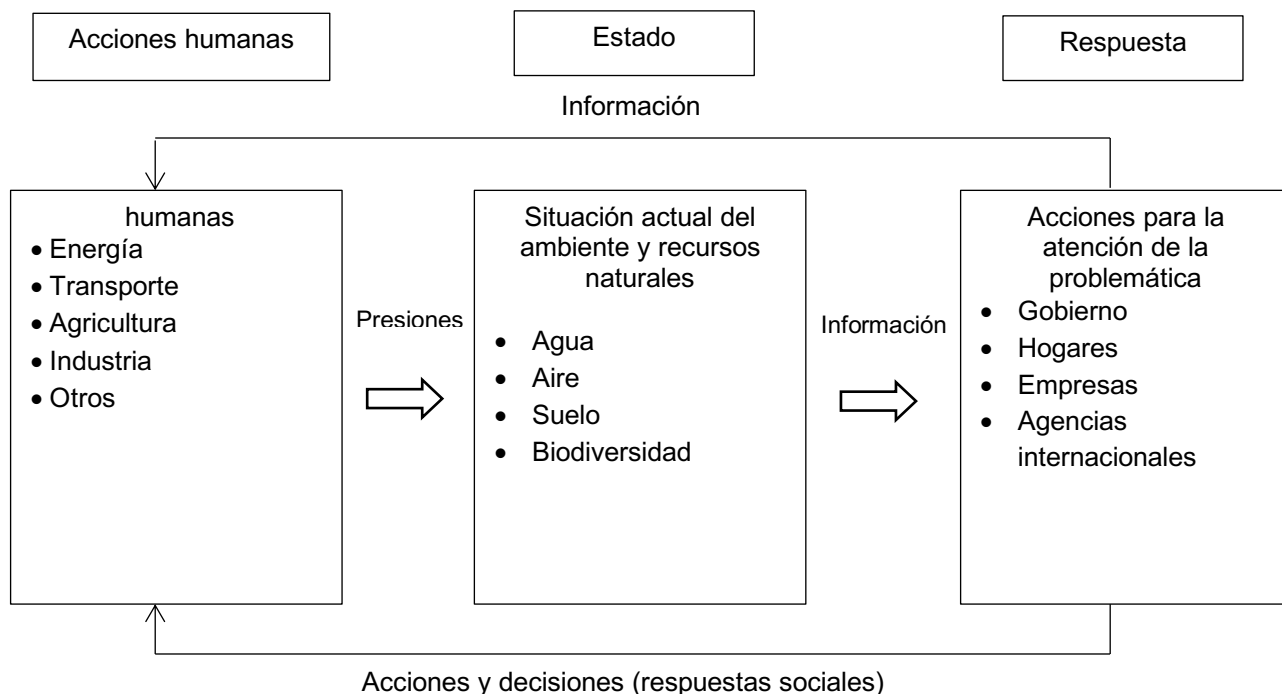 Acciones humanas
Estado
Respuesta
Información
humanas
• Energía
• Transporte
• Agricultura
• Industria
• Otros
Presiones
Situación actual del
ambiente y recursos
naturales
• Agua
• Aire
• Suelo
• Biodiversidad
Información
Acciones para la
atención de la
problemática
• Gobierno
• Hogares
• Empresas
• Agencias
internacionales
Acciones y decisiones (respuestas sociales)